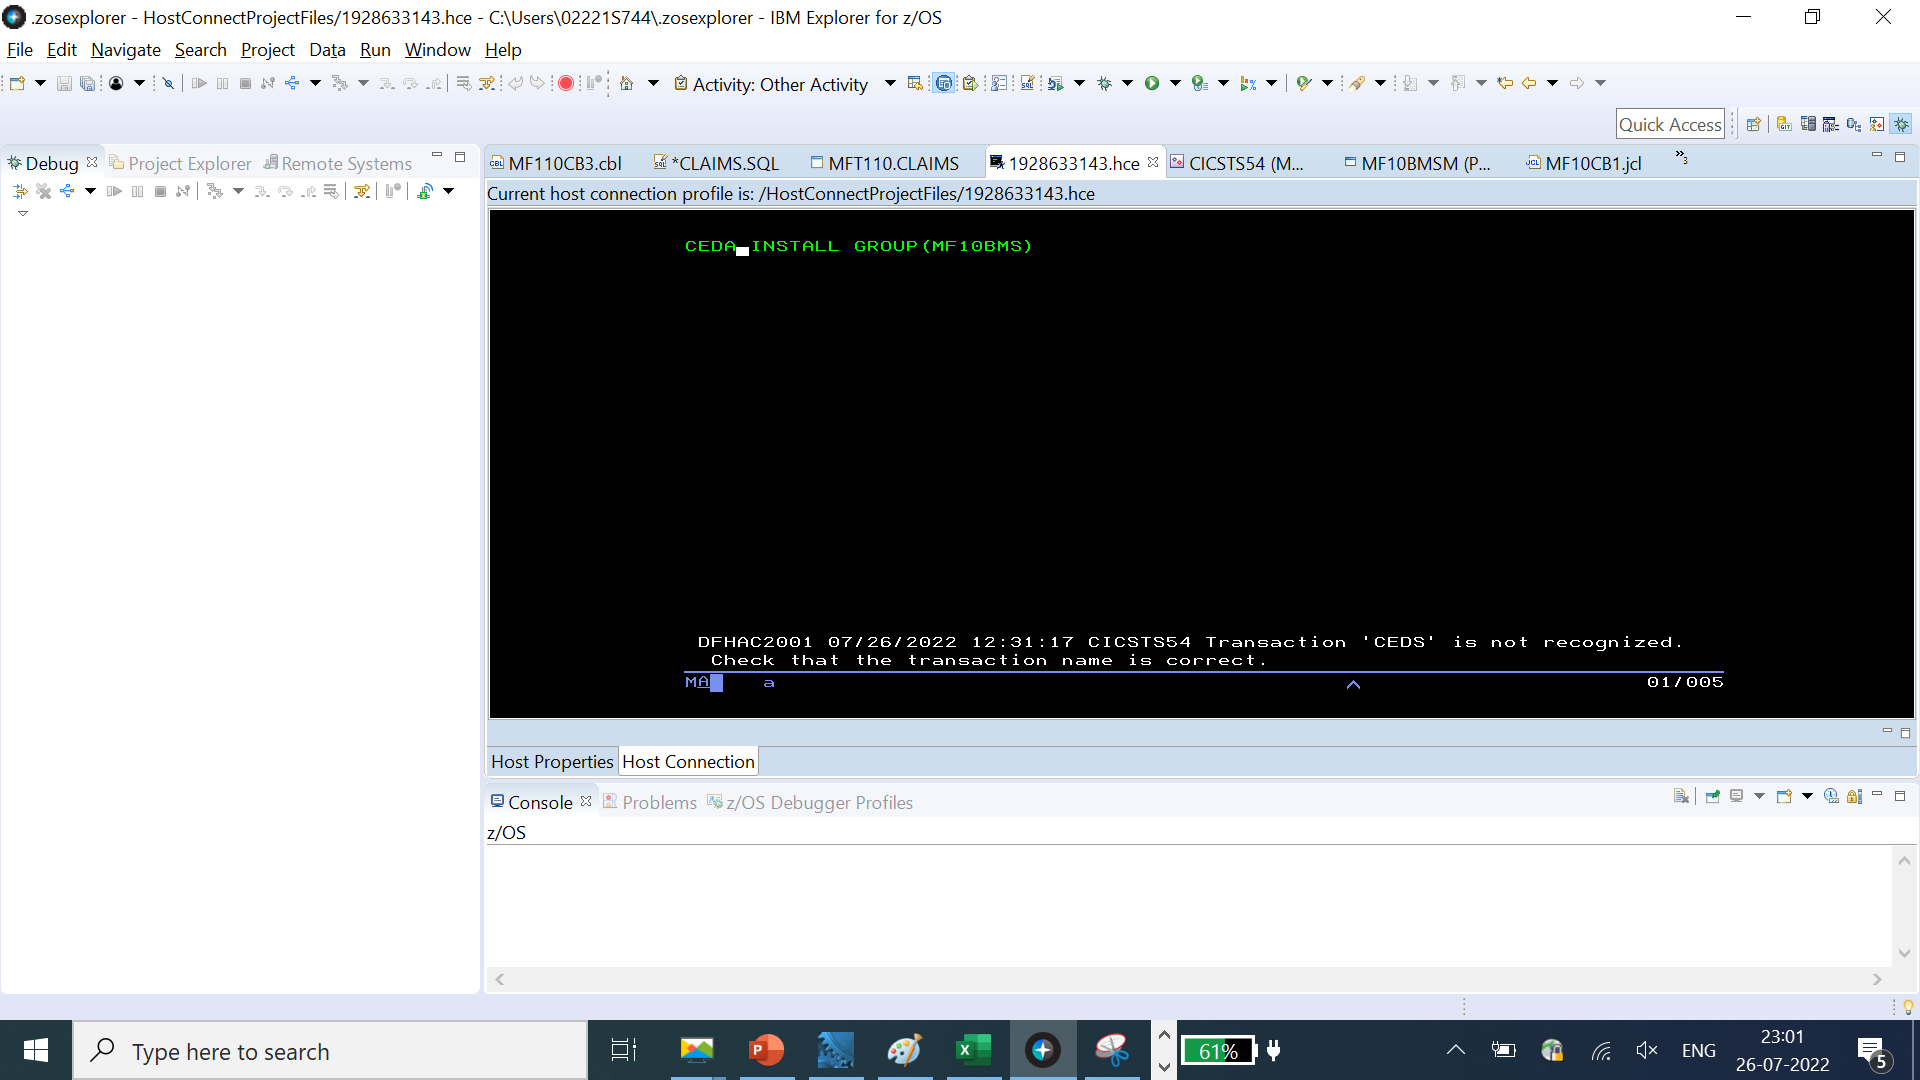 .zosexplorer - HostConnectProjectFiles/1928633143.hce - C:\Users\02221S744\.zosexplorer - IBM Explorer for z/OS
File Edit Navigate Search Project Data Run Window Help
Activity: Other Activity
Quick Access
Debug Project Explorer Remote Systems
MF110CB3.cbl *CLAIMS.SQL MFT110.CLAIMS 1928633143.hce CICSTS54 (M... MF10BMSM (P... MF10CB1.jcl »3
Current host connection profile is: /HostConnectProjectFiles/1928633143.hce
CEDA INSTALL GROUP(MF10BMS)
DFHAC2001 07/26/2022 12:31:17 CICSTS54 Transaction 'CEDS' is not recognized.
Check that the transaction name is correct.
MA a 01/005
Host Properties Host Connection
Console Problems z/OS Debugger Profiles
z/OS
Type here to search
61%
ENG
23:01
26-07-2022
5